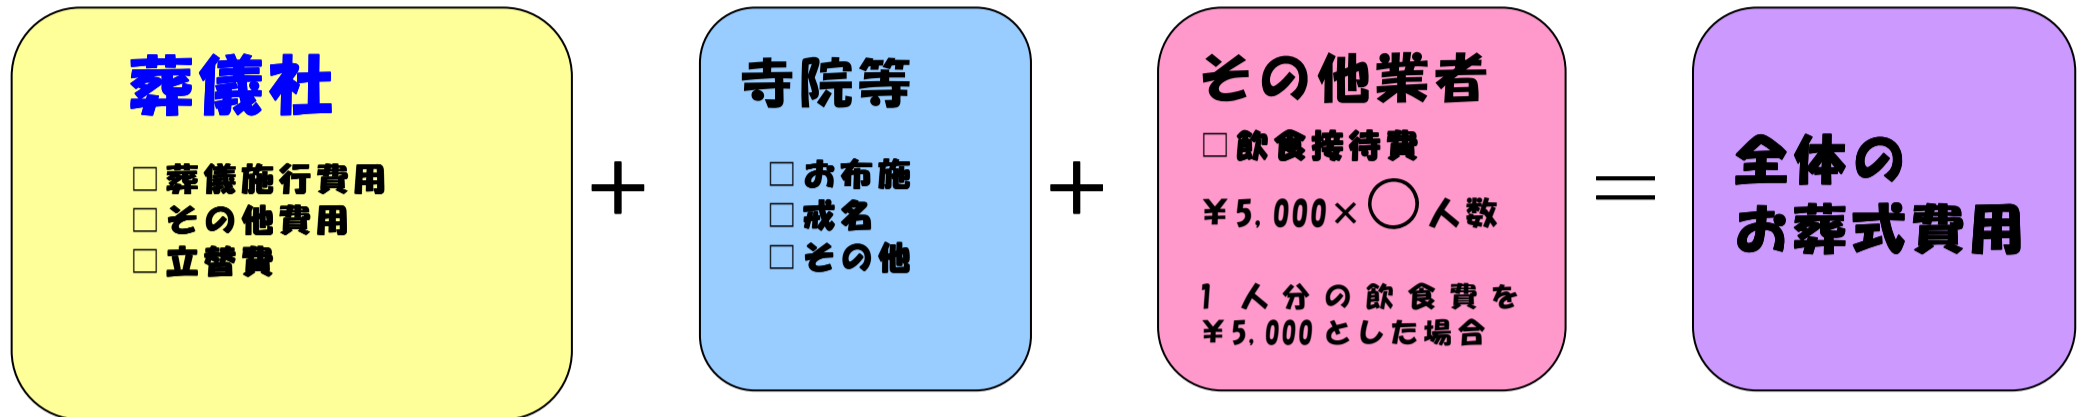 葬儀社
□葬儀施行費用
□その他費用
□立替費
+
寺院等
□お布施
□戒名
□その他
+
その他業者
□飲食接待費
¥5,000×○人数
1人分の飲食費を
¥5,000とした場合
=
全体の
お葬式費用